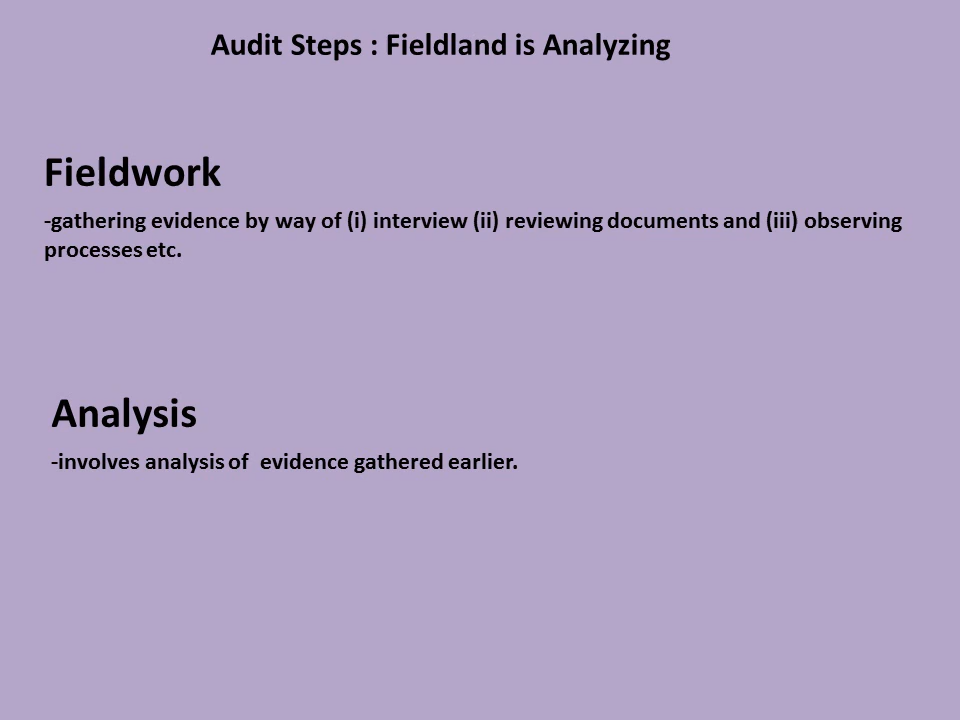 Audit Steps : Fieldland is Analyzing
Fieldwork
-gathering evidence by way of (i) interview (ii) reviewing documents and (iii) observing
processes etc.
Analysis
-involves analysis of  evidence gathered earlier.